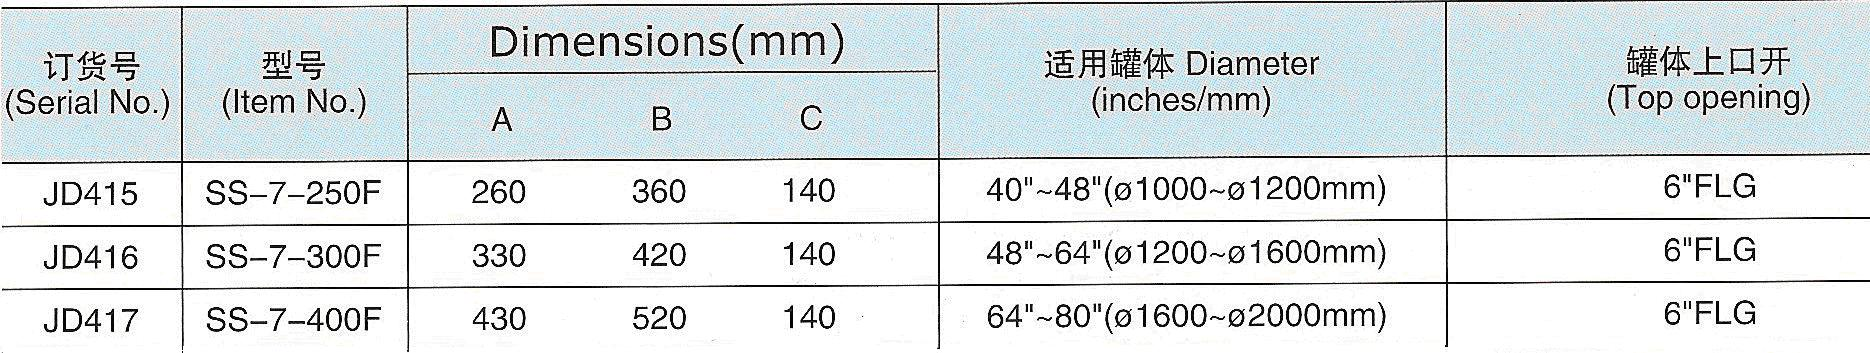 订货号 (Serial No.) 型号 (Item No.) Dimensions(mm) A B C 适用罐体 Diameter (inches/mm) 罐体上口开 (Top opening)
JD415 SS-7-250F 260 360 140 40"~48"(ø1000~ø1200mm) 6"FLG
JD416 SS-7-300F 330 420 140 48"~64"(ø1200~ø1600mm) 6"FLG
JD417 SS-7-400F 430 520 140 64"~80"(ø1600~ø2000mm) 6"FLG